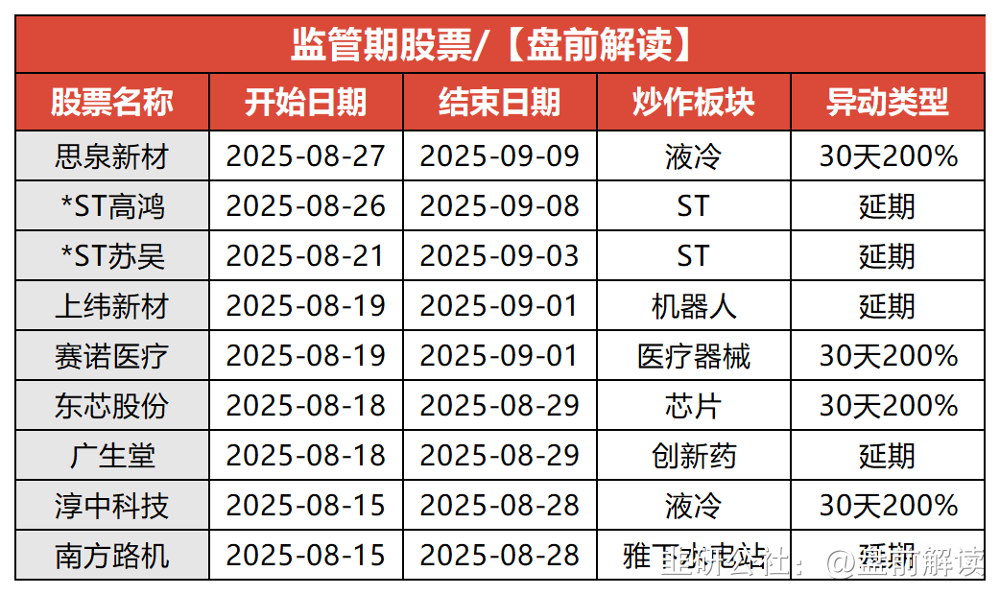 监管期股票/【盘前解读】
股票名称 开始日期 结束日期 炒作板块 异动类型
思泉新材 2025-08-27 2025-09-09 液冷 30天200%
*ST高鸿 2025-08-26 2025-09-08 ST 延期
*ST苏吴 2025-08-21 2025-09-03 ST 延期
上纬新材 2025-08-19 2025-09-01 机器人 延期
赛诺医疗 2025-08-19 2025-09-01 医疗器械 30天200%
东芯股份 2025-08-18 2025-08-29 芯片 30天200%
广生堂 2025-08-18 2025-08-29 创新药 延期
淳中科技 2025-08-15 2025-08-28 液冷 30天200%
南方路机 2025-08-15 2025-08-28 雅下水电站 延期
韭研公社：@盘前解读